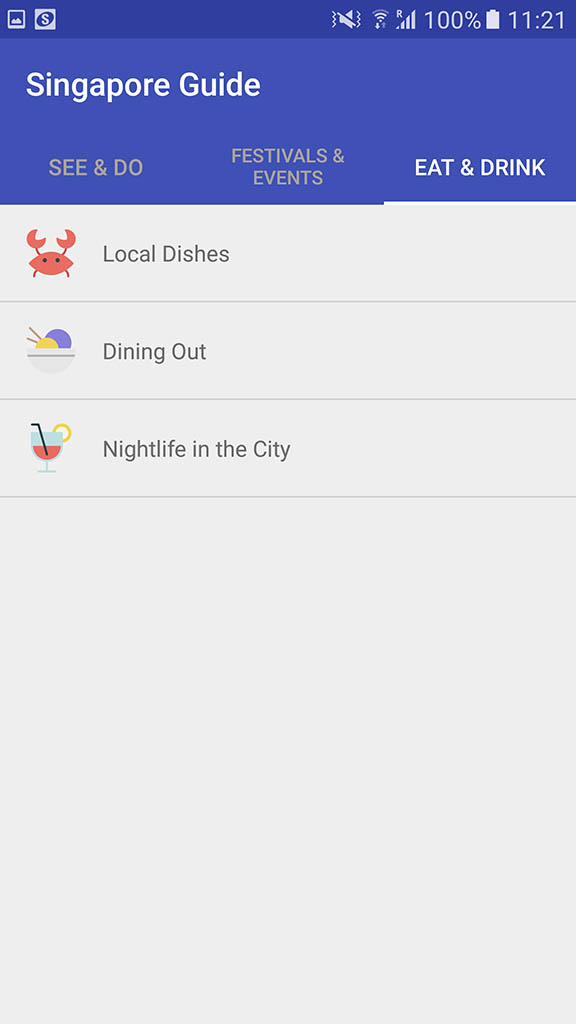 S R 100% 11:21
Singapore Guide
SEE & DO
FESTIVALS &
EVENTS
EAT & DRINK
Local Dishes
Dining Out
Nightlife in the City